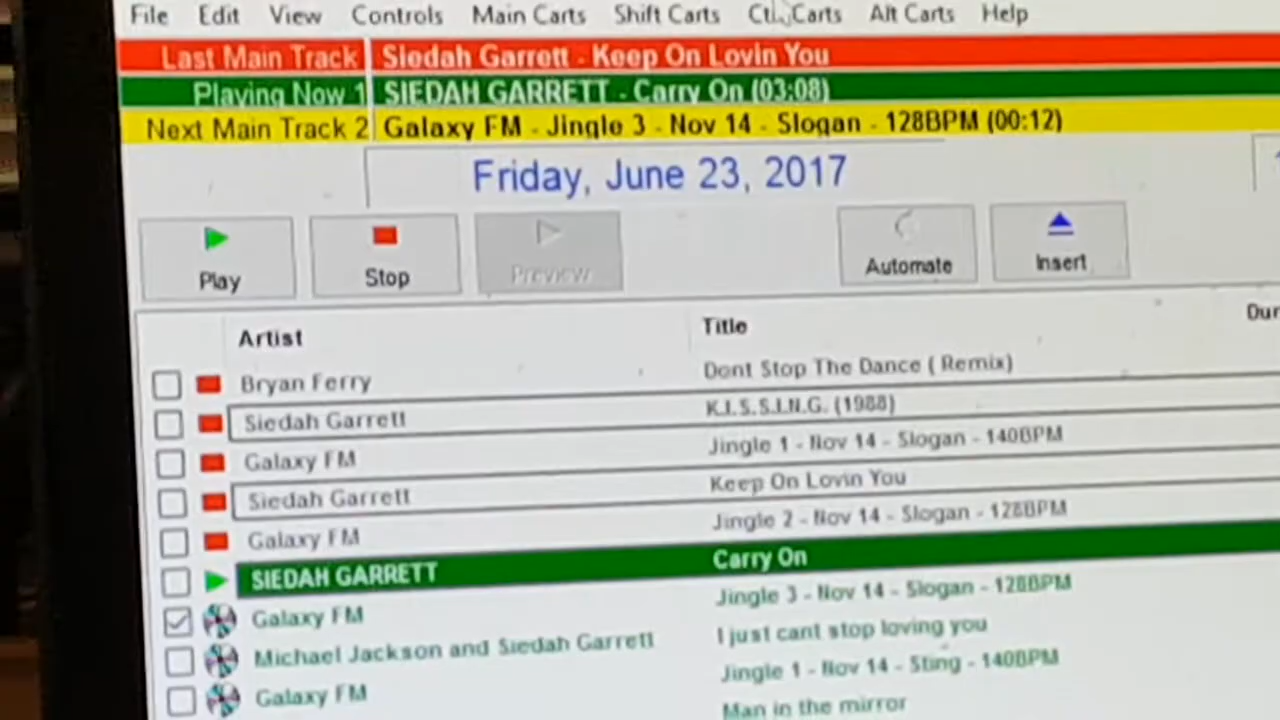 File Edit View Controls Main Carts Shift Carts Ctl Carts Alt Carts Help
Last Main Track Siedah Garrett - Keep On Lovin You
Playing Now 1 SIEDAH GARRETT - Carry On (03:08)
Next Main Track 2 Galaxy FM - Jingle 3 - Nov 14 - Slogan - 128BPM (00:12)
Friday, June 23, 2017
Play Stop Preview Automate Insert
Artist Title
Bryan Ferry Dont Stop The Dance ( Remix)
Siedah Garrett K.I.S.S.I.N.G. (1988)
Galaxy FM Jingle 1 - Nov 14 - Slogan - 140BPM
Siedah Garrett Keep On Lovin You
Galaxy FM Jingle 2 - Nov 14 - Slogan - 128BPM
SIEDAH GARRETT Carry On
Galaxy FM Jingle 3 - Nov 14 - Slogan - 128BPM
Michael Jackson and Siedah Garrett I just cant stop loving you
Galaxy FM Jingle 1 - Nov 14 - Sting - 140BPM
Man in the mirror